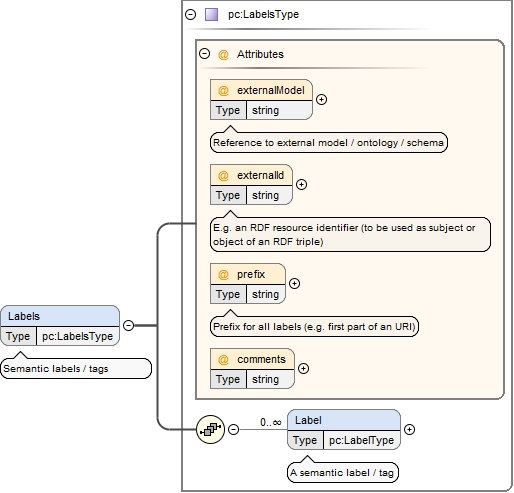 pc:LabelsType
@ Attributes
@ externalModel
Type string
Reference to external model / ontology / schema
@ externalId
Type string
E.g. an RDF resource identifier (to be used as subject or
object of an RDF triple)
@ prefix
Type string
Prefix for all labels (e.g. first part of an URI)
@ comments
Type string
Labels
Type pc:LabelsType
Semantic labels / tags
0..∞
Label
Type pc:LabelType
A semantic label / tag